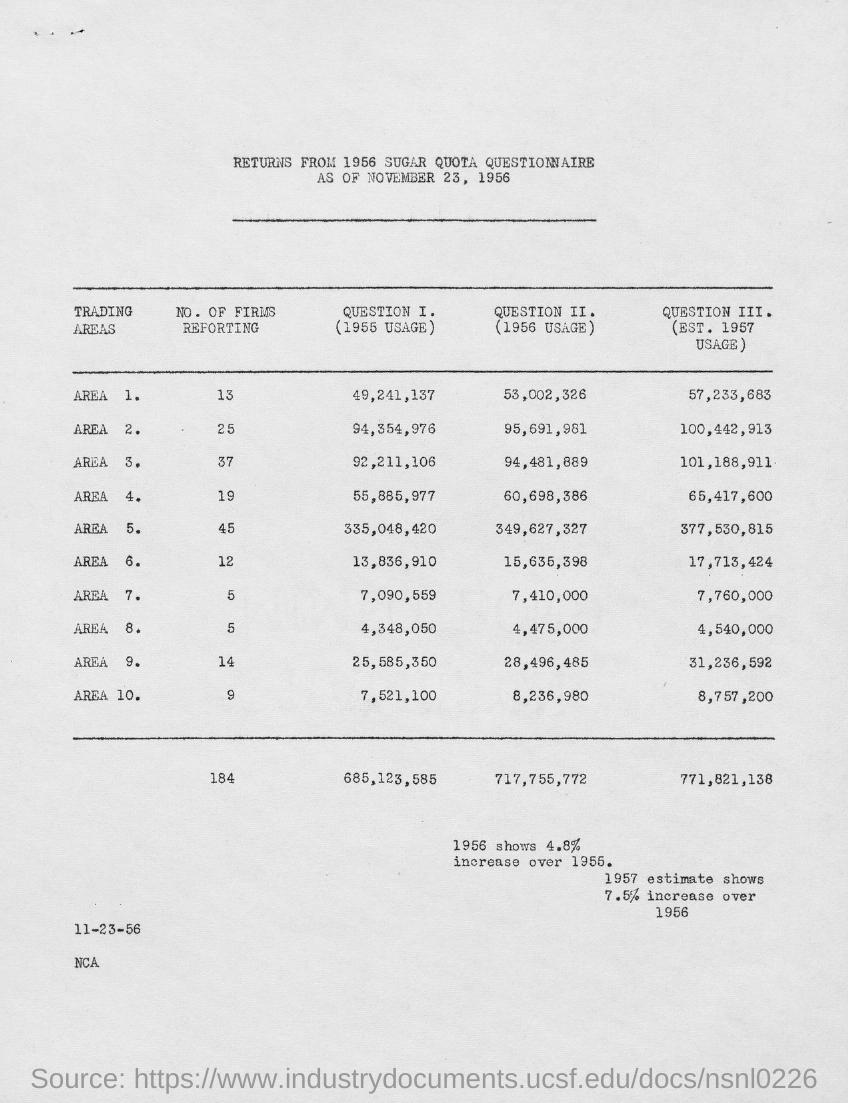 RETURNS FROM 1956 SUGAR QUOTA QUESTIONNAIRE
AS OF NOVEMBER 23, 1956
TRADING AREAS NO. OF FIRMS REPORTING QUESTION I. (1955 USAGE) QUESTION II. (1956 USAGE) QUESTION III. (EST. 1957 USAGE)
AREA 1. 13 49,241,137 53,002,326 57,233,683
AREA 2. 25 94,354,976 95,691,981 100,442,913
AREA 3. 37 92,211,106 94,481,889 101,188,911
AREA 4. 19 55,885,977 60,698,386 65,417,600
AREA 5. 45 335,048,420 349,627,327 377,530,815
AREA 6. 12 13,836,910 15,635,398 17,713,424
AREA 7. 5 7,090,559 7,410,000 7,760,000
AREA 8. 5 4,348,050 4,475,000 4,540,000
AREA 9. 14 25,585,350 28,496,485 31,236,592
AREA 10. 9 7,521,100 8,236,980 8,757,200
184 685,123,585 717,755,772 771,821,138
1956 shows 4.8%
increase over 1955.
1957 estimate shows
7.5% increase over
1956
11-23-56
NCA
Source: https://www.industrydocuments.ucsf.edu/docs/nsnl0226